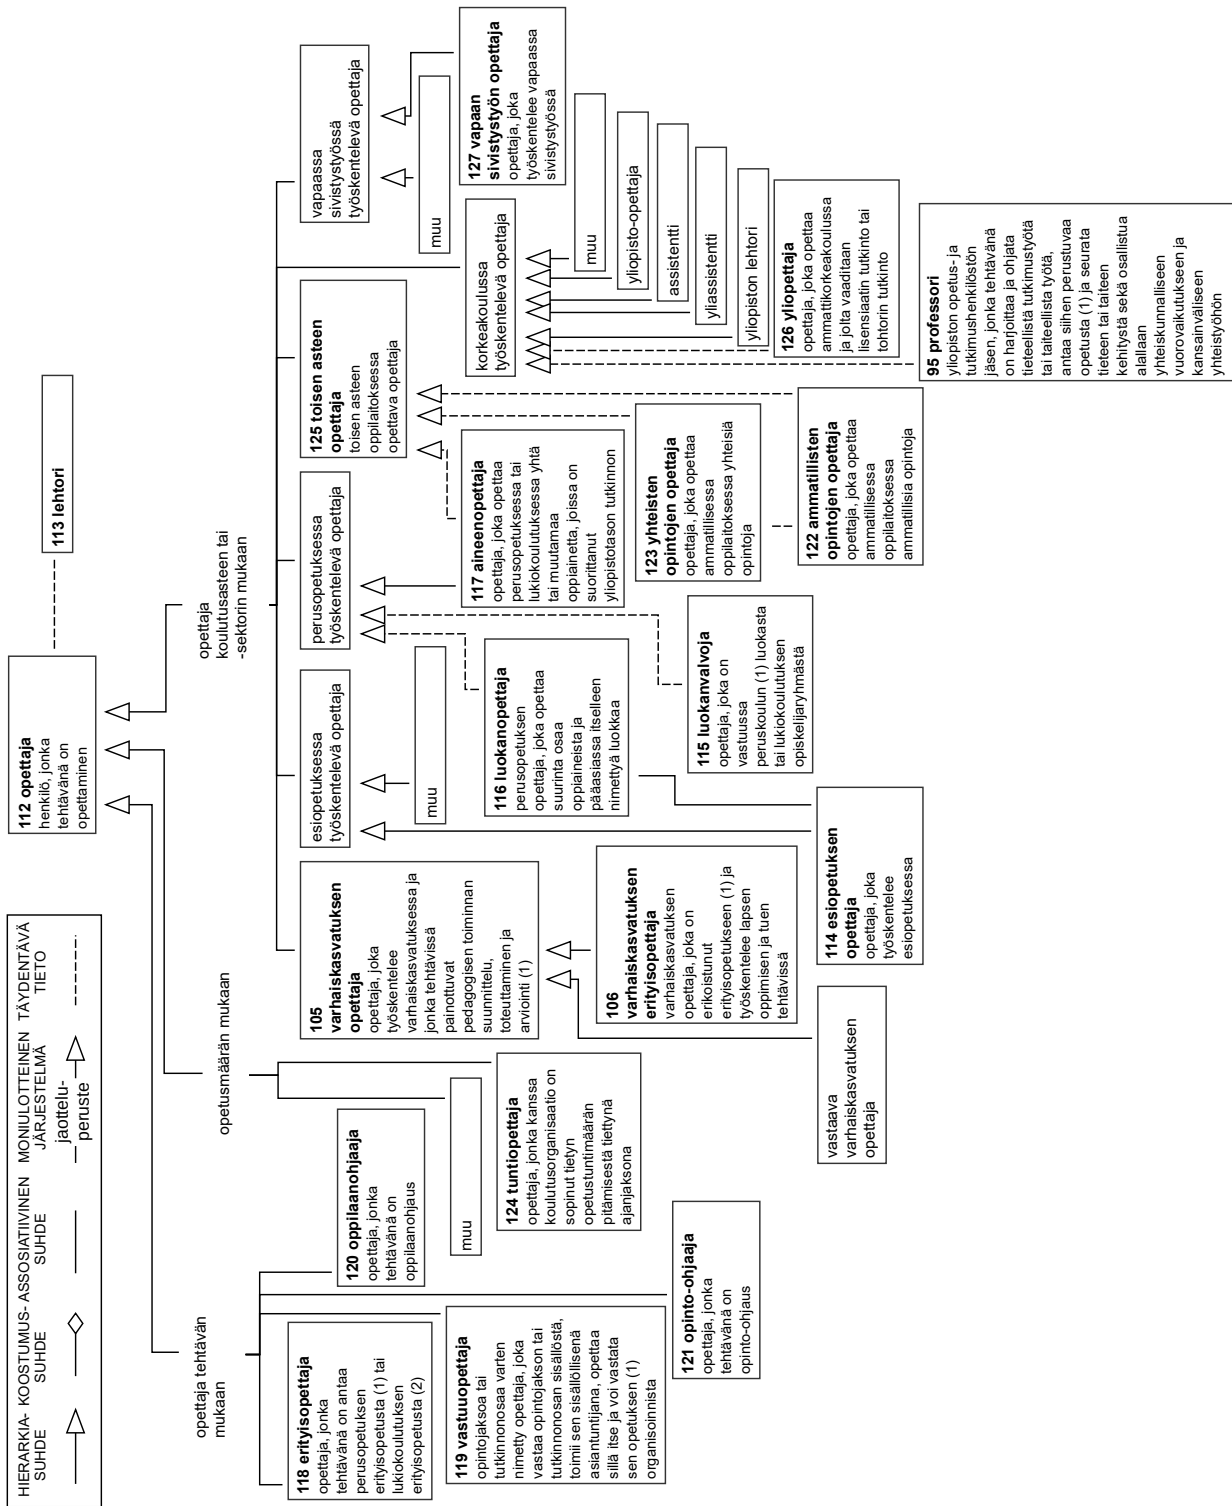 HIERARKIA-
SUHDE
KOOSTUMUS-
SUHDE
ASSOSIATIIVINEN
SUHDE
MONIULOTTEINEN
JÄRJESTELMÄ
jaottelu-
peruste
TÄYDENTÄVÄ
TIETO
112 opettaja
henkilö, jonka
tehtävänä on
opettaminen
113 lehtori
opettaja tehtävän
mukaan
opetusmäärän mukaan
opettaja
koulutusasteen tai
-sektorin mukaan
118 erityisopettaja
opettaja, jonka
tehtävänä on antaa
perusopetuksen
erityisopetusta (1) tai
lukiokoulutuksen
erityisopetusta (2)
120 oppilaanohjaaja
opettaja, jonka
tehtävänä on
oppilaanohjaus
119 vastuuopettaja
opintojaksoa tai
tutkinnonosaa varten
nimetty opettaja, joka
vastaa opintojakson tai
tutkinnonosan sisällöstä,
toimii sen sisällöllisenä
asiantuntijana, opettaa
sillä itse ja voi vastata
sen opetuksen (1)
organisoinnista
121 opinto-ohjaaja
opettaja, jonka
tehtävänä on
opinto-ohjaus
muu
124 tuntiopettaja
opettaja, jonka kanssa
koulutusorganisaatio on
sopinut tietyn
opetustuntimäärän
pitämisestä tiettynä
ajanjaksona
105
varhaiskasvatuksen
opettaja
opettaja, joka
työskentelee
varhaiskasvatuksessa ja
jonka tehtävissä
painottuvat
pedagogisen toiminnan
suunnittelu,
toteuttaminen ja
arviointi (1)
106
varhaiskasvatuksen
erityisopettaja
varhaiskasvatuksen
opettaja, joka on
erikoistunut
erityisopetukseen (1) ja
työskentelee lapsen
oppimisen ja tuen
tehtävissä
vastaava
varhaiskasvatuksen
opettaja
esiopetuksessa
työskentelevä opettaja
muu
114 esiopetuksen
opettaja
opettaja, joka
työskentelee
esiopetuksessa
perusopetuksessa
työskentelevä opettaja
116 luokanopettaja
perusopetuksen
opettaja, joka opettaa
suurinta osaa
oppiaineista ja
pääasiassa itselleen
nimettyä luokkaa
115 luokanvalvoja
opettaja, joka on
vastuussa
peruskoulun (1) luokasta
tai lukiokoulutuksen
opiskelijaryhmästä
117 aineenopettaja
opettaja, joka opettaa
perusopetuksessa tai
lukiokoulutuksessa yhtä
tai muutamaa
oppiainetta, joissa on
suorittanut
yliopistotason tutkinnon
125 toisen asteen
opettaja
toisen asteen
oppilaitoksessa
opettava opettaja
123 yhteisten
opintojen opettaja
opettaja, joka opettaa
ammatillisessa
oppilaitoksessa yhteisiä
opintoja
122 ammatillisten
opintojen opettaja
opettaja, joka opettaa
ammatillisessa
oppilaitoksessa
ammatillisia opintoja
korkeakoulussa
työskentelevä opettaja
muu
yliopisto-opettaja
assistentti
yliassistentti
yliopiston lehtori
126 yliopettaja
opettaja, joka opettaa
ammattikorkeakoulussa
ja jolta vaaditaan
lisensiaatin tutkinto tai
tohtorin tutkinto
95 professori
yliopiston opetus- ja
tutkimushenkilöstön
jäsen, jonka tehtävänä
on harjoittaa ja ohjata
tieteellistä tutkimustyötä
tai taiteellista työtä,
antaa siihen perustuvaa
opetusta (1) ja seurata
tieteen tai taiteen
kehitystä sekä osallistua
alallaan
yhteiskunnalliseen
vuorovaikutukseen ja
kansainväliseen
yhteistyöhön
vapaassa
sivistystyössä
työskentelevä opettaja
muu
127 vapaan
sivistystyön opettaja
opettaja, joka
työskentelee vapaassa
sivistystyössä